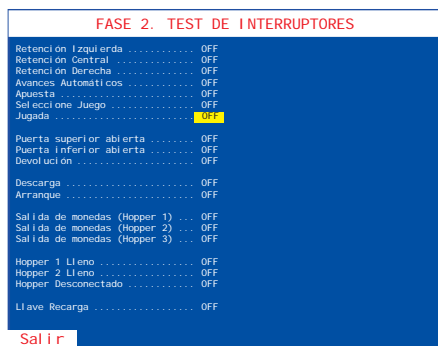 FASE 2. TEST DE INTERRUPTORES
Retención Izquierda ............ OFF
Retención Central .............. OFF
Retención Derecha .............. OFF
Avances Automáticos ............ OFF
Apuesta ........................ OFF
Seleccione Juego ............... OFF
Jugada ......................... OFF
Puerta superior abierta ........ OFF
Puerta inferior abierta ........ OFF
Devolución ..................... OFF
Descarga ....................... OFF
Arranque ....................... OFF
Salida de monedas (Hopper 1) ... OFF
Salida de monedas (Hopper 2) ... OFF
Salida de monedas (Hopper 3) ... OFF
Hopper 1 Lleno ................. OFF
Hopper 2 Lleno ................. OFF
Hopper Desconectado ............ OFF
Llave Recarga .................. OFF
Salir